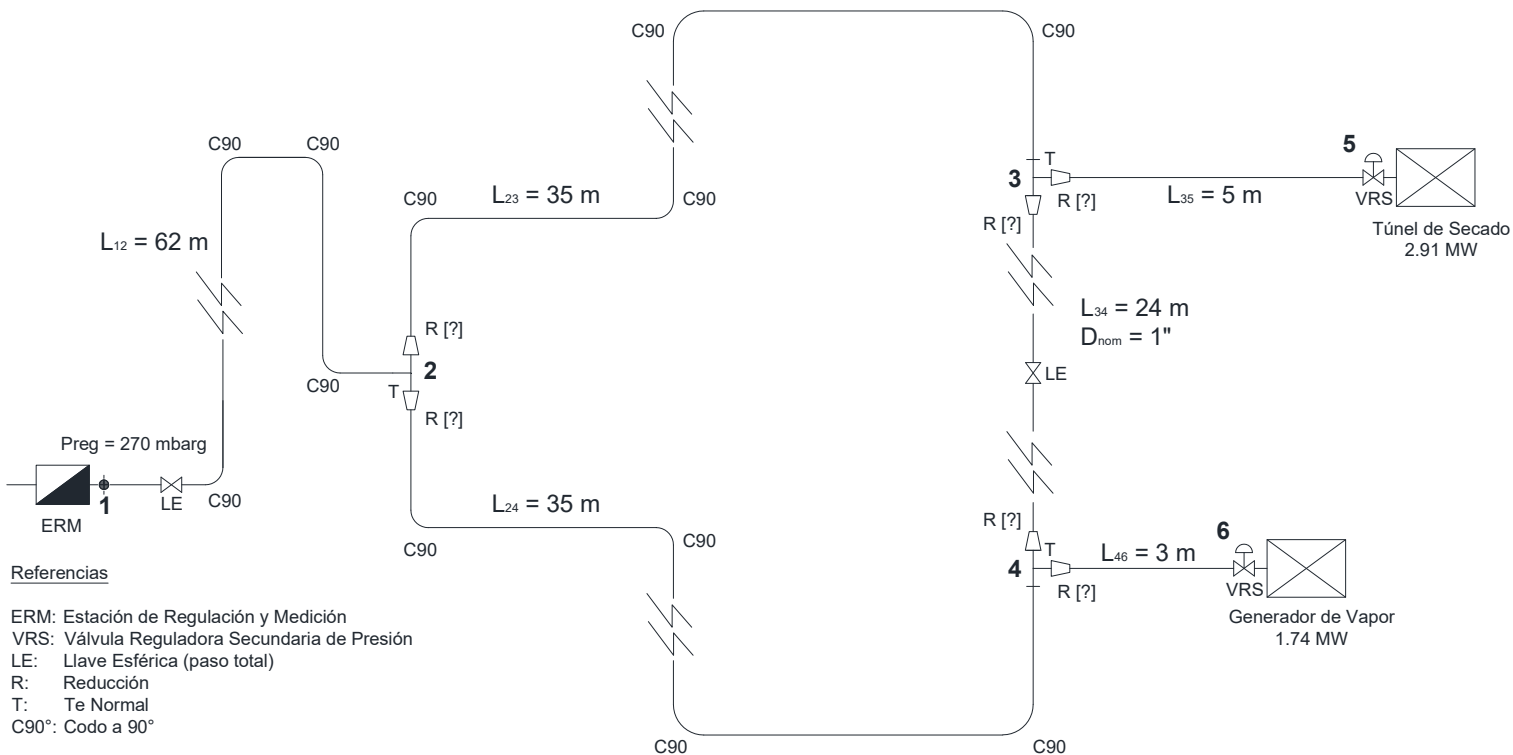 C90
C90
C90
C90
L12 = 62 m
C90
L23 = 35 m
C90
T
3
R [?]
R [?]
L35 = 5 m
5
VRS
Túnel de Secado
2.91 MW
R [?]
2
T
R [?]
C90
L34 = 24 m
Dnom = 1"
LE
Preg = 270 mbarg
1
LE
C90
ERM
L24 = 35 m
C90
C90
R [?]
T
4
R [?]
L46 = 3 m
6
VRS
Generador de Vapor
1.74 MW
C90
C90
Referencias
ERM: Estación de Regulación y Medición
VRS: Válvula Reguladora Secundaria de Presión
LE: Llave Esférica (paso total)
R: Reducción
T: Te Normal
C90°: Codo a 90°